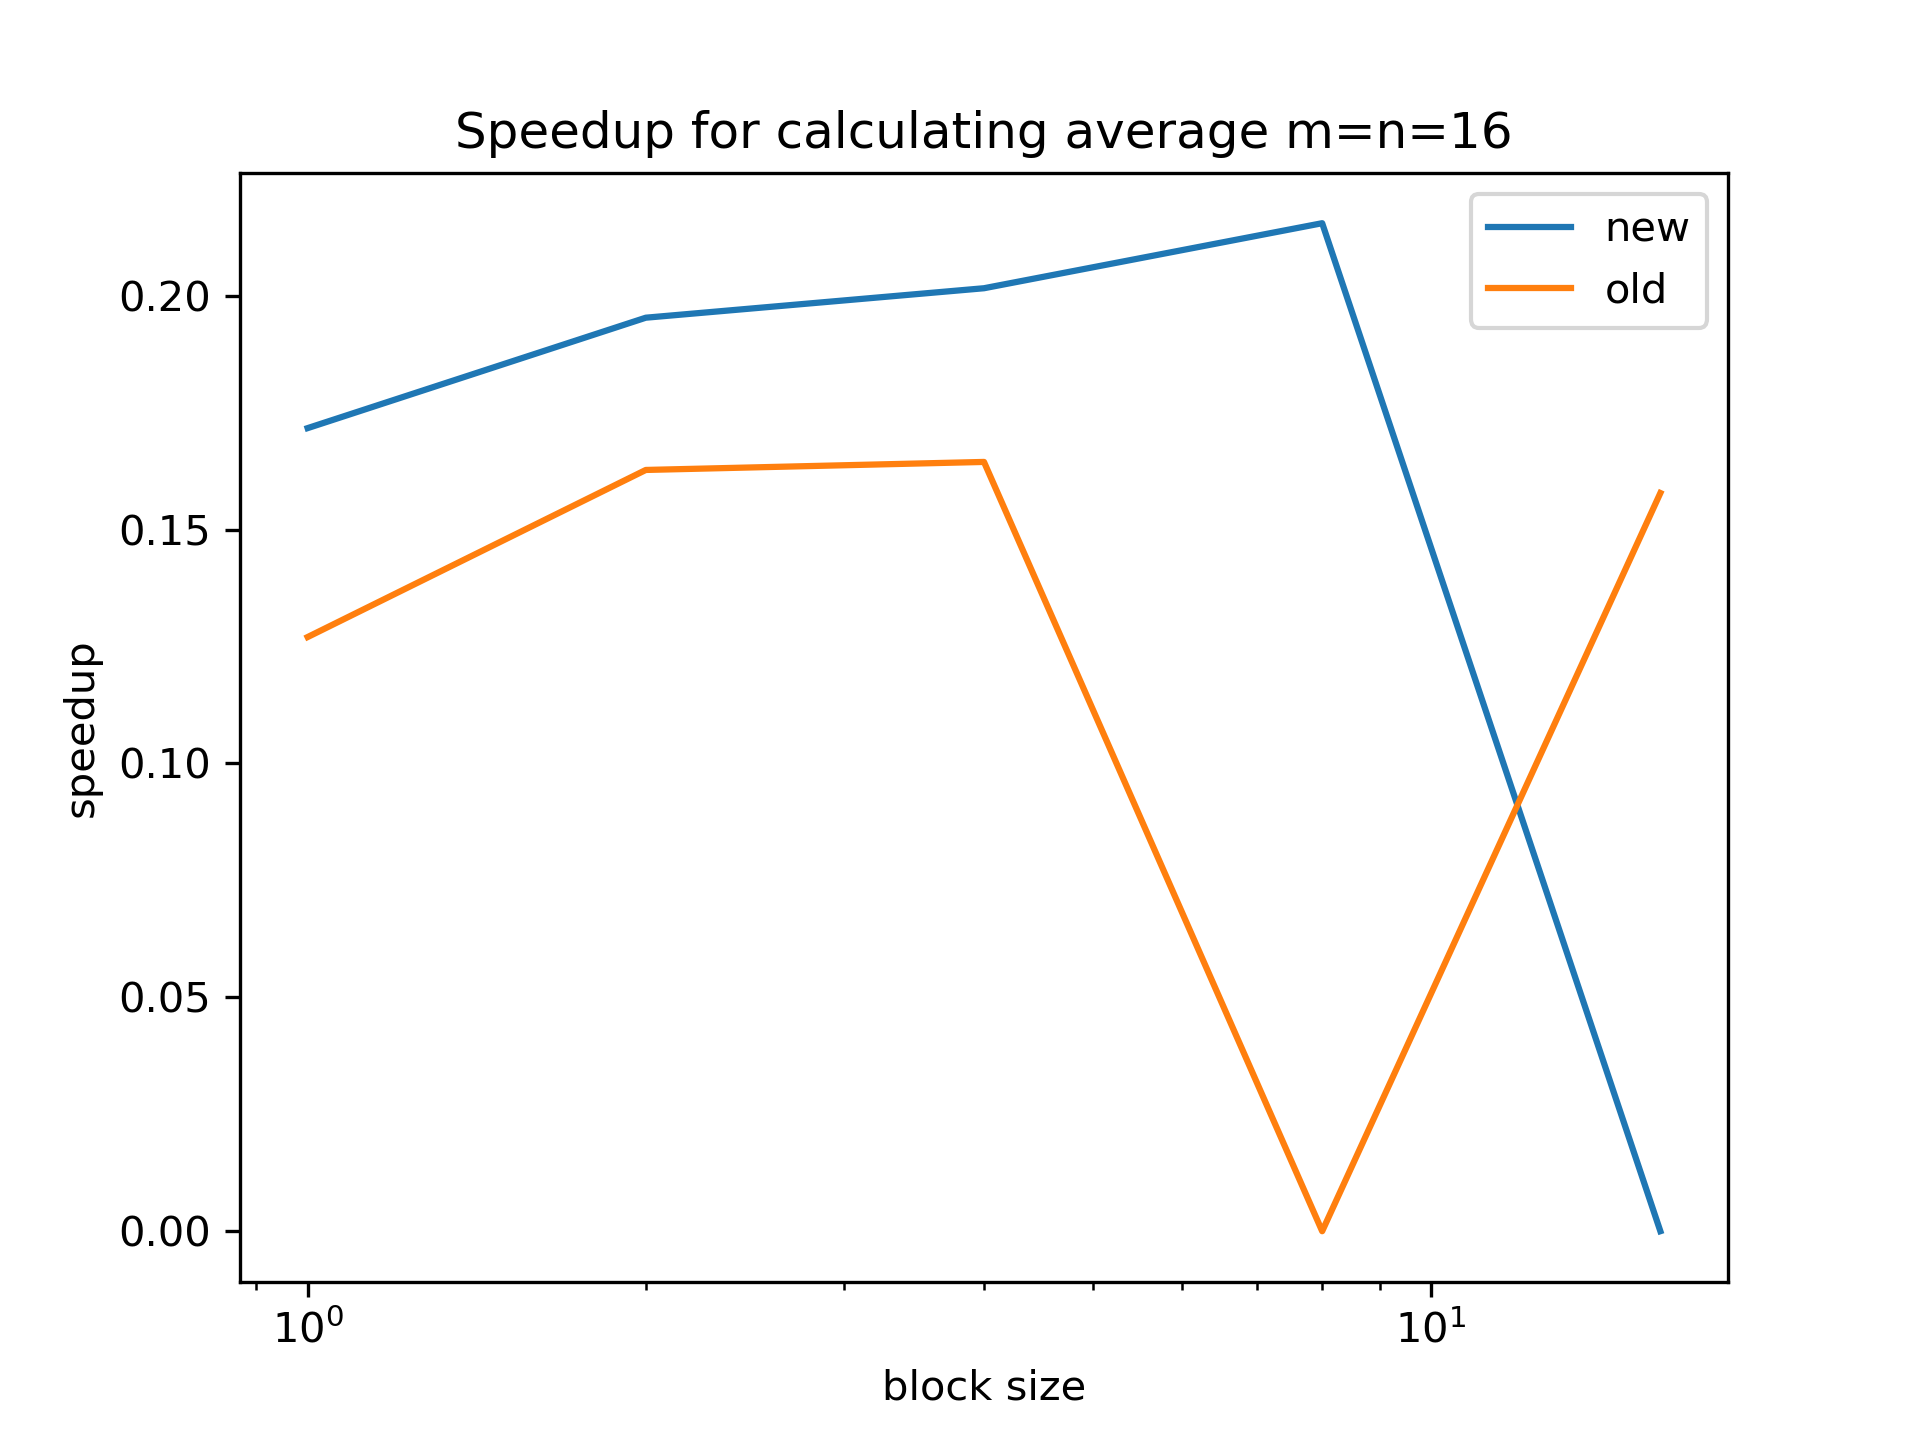 Speedup for calculating average m=n=16
new
old
0.20
0.15
0.10
0.05
0.00
speedup
10⁰
10¹
block size